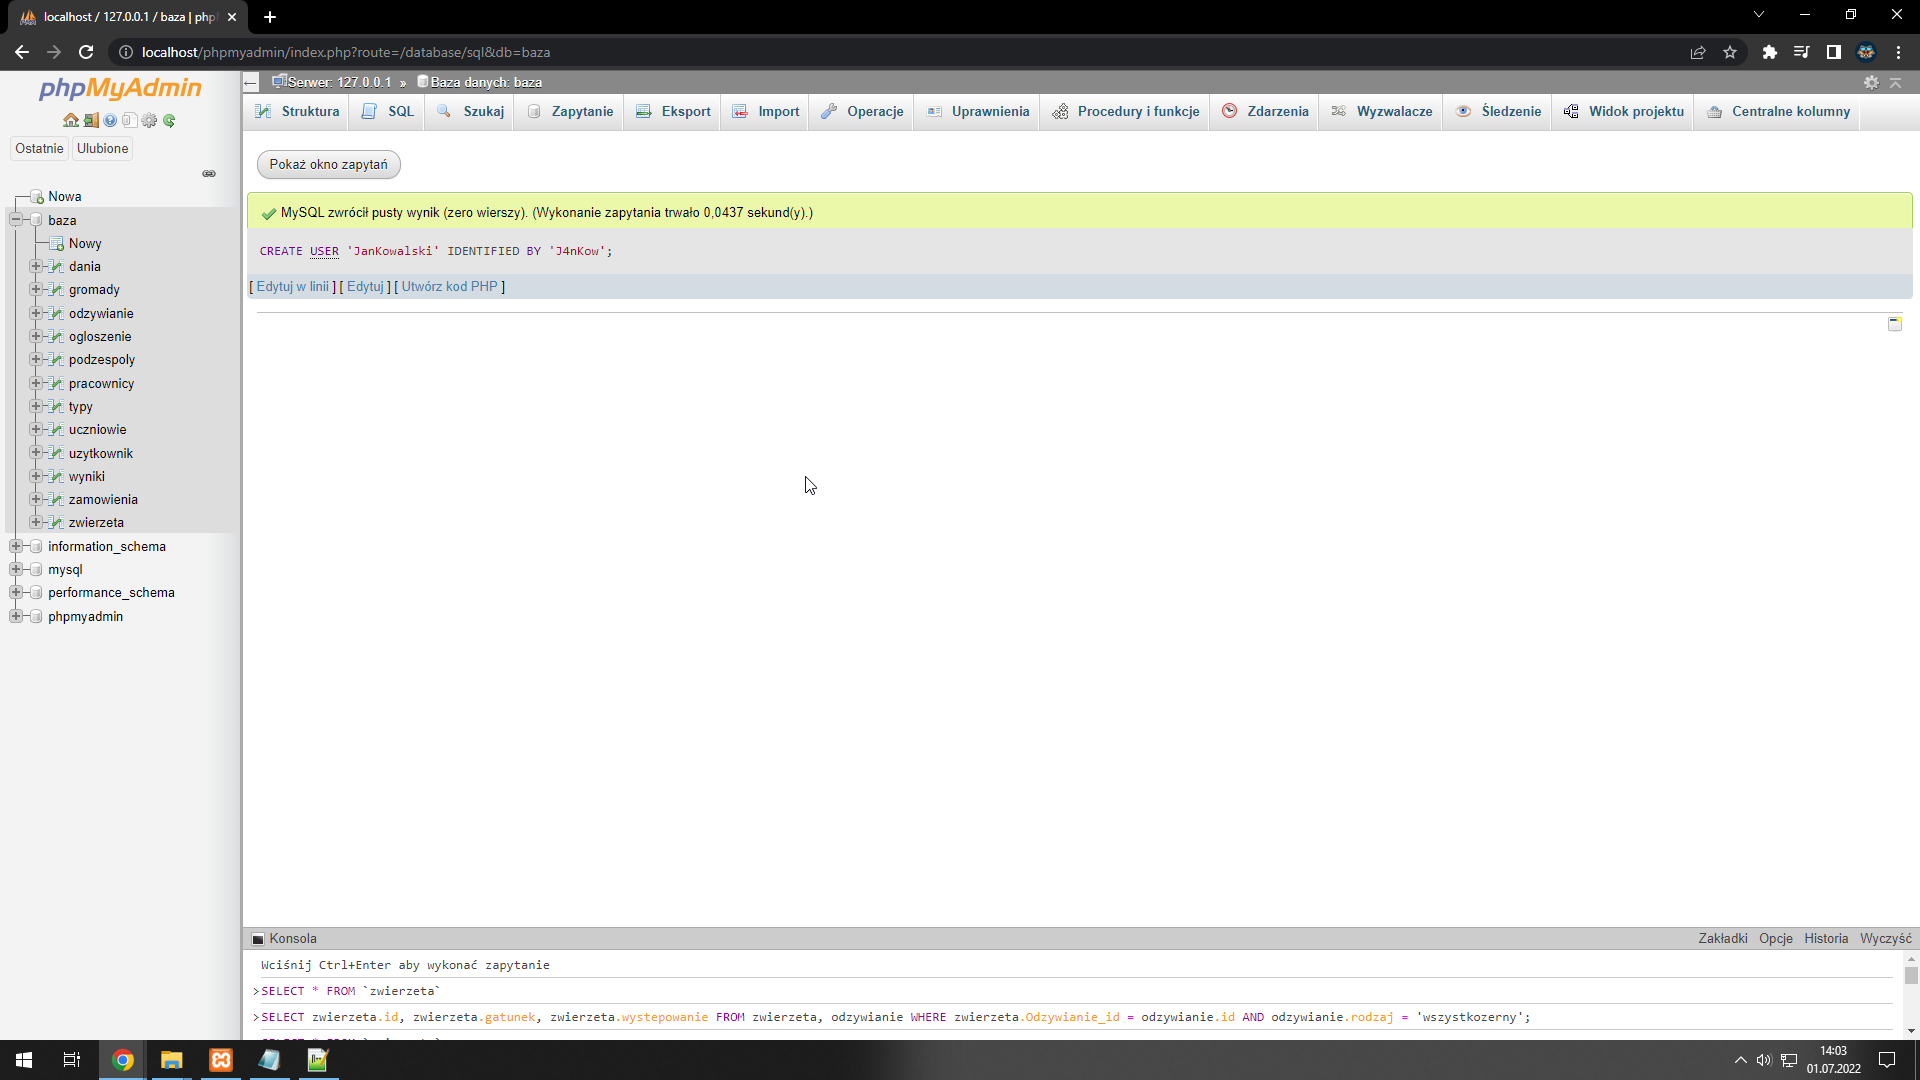 localhost / 127.0.0.1 / baza | php
localhost/phpmyadmin/index.php?route=/database/sql&db=baza
phpMyAdmin
Ostatnie
Ulubione
Nowa
baza
Nowy
dania
gromady
odzywianie
ogloszenie
podzespoly
pracownicy
typy
uczniowie
uzytkownik
wyniki
zamowienia
zwierzeta
information_schema
mysql
performance_schema
phpmyadmin
Serwer: 127.0.0.1 » Baza danych: baza
Struktura SQL Szukaj Zapytanie Eksport Import Operacje Uprawnienia Procedury i funkcje Zdarzenia Wyzwalacze Śledzenie Widok projektu Centralne kolumny
Pokaż okno zapytań
MySQL zwrócił pusty wynik (zero wierszy). (Wykonanie zapytania trwało 0,0437 sekund(y).)
CREATE USER 'JanKowalski' IDENTIFIED BY 'J4nKow';
[ Edytuj w linii ] [ Edytuj ] [ Utwórz kod PHP ]
Konsola
Zakładki Opcje Historia Wyczyść
Wciśnij Ctrl+Enter aby wykonać zapytanie
>SELECT * FROM `zwierzeta`
>SELECT zwierzeta.id, zwierzeta.gatunek, zwierzeta.wystepowanie FROM zwierzeta, odzywianie WHERE zwierzeta.Odzywianie_id = odzywianie.id AND odzywianie.rodzaj = 'wszystkozerny';
14:03
01.07.2022